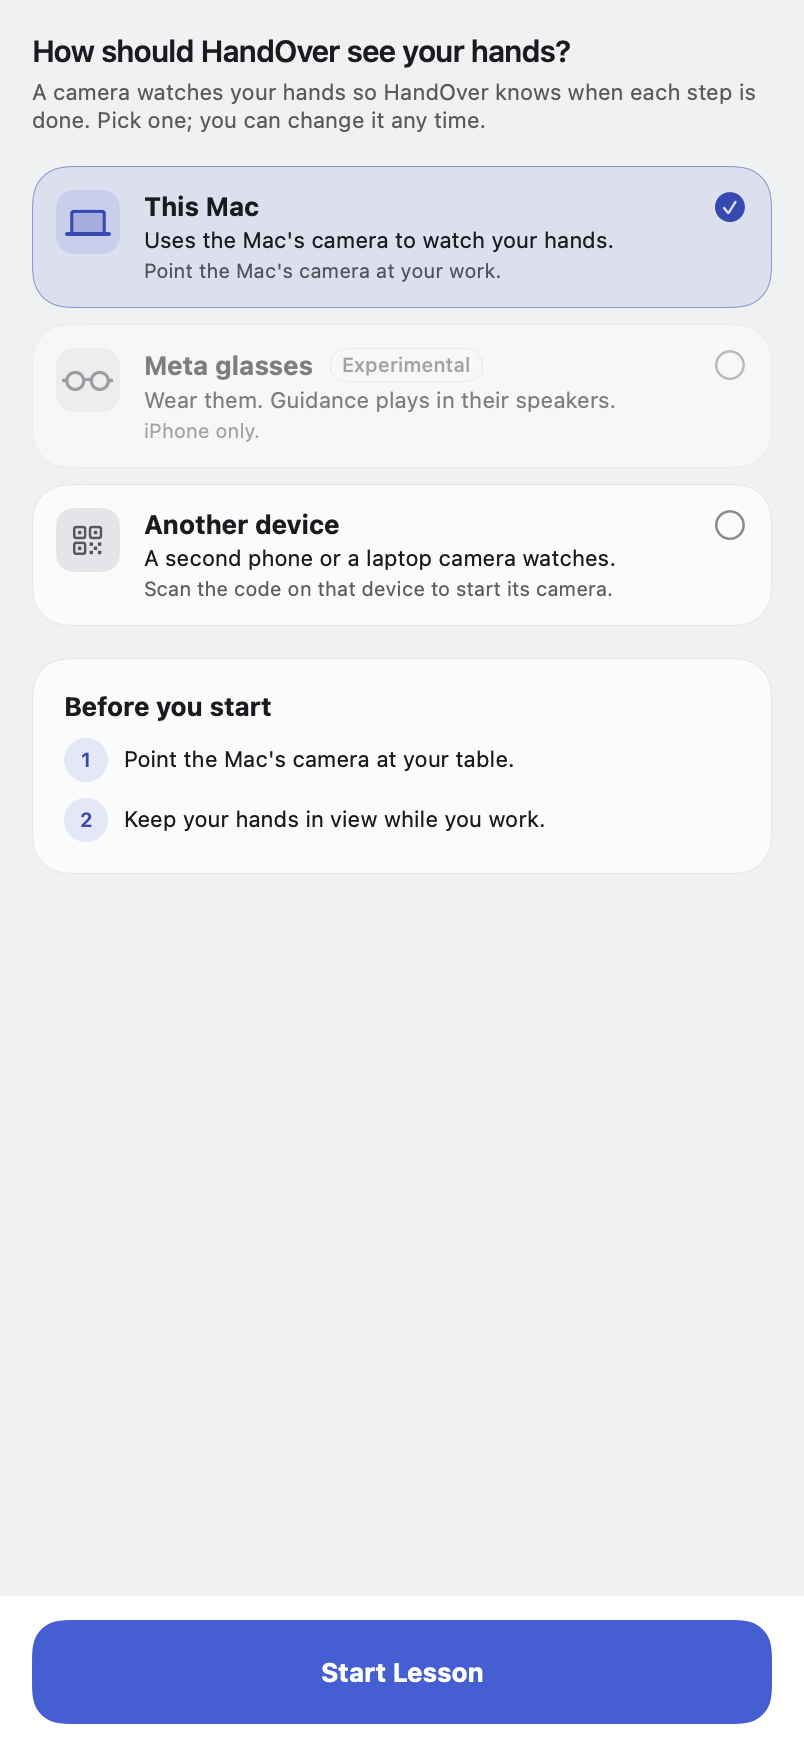 How should HandOver see your hands?
A camera watches your hands so HandOver knows when each step is
done. Pick one; you can change it any time.
This Mac
Uses the Mac's camera to watch your hands.
Point the Mac's camera at your work.
Meta glasses Experimental
Wear them. Guidance plays in their speakers.
iPhone only.
Another device
A second phone or a laptop camera watches.
Scan the code on that device to start its camera.
Before you start
1 Point the Mac's camera at your table.
2 Keep your hands in view while you work.
Start Lesson